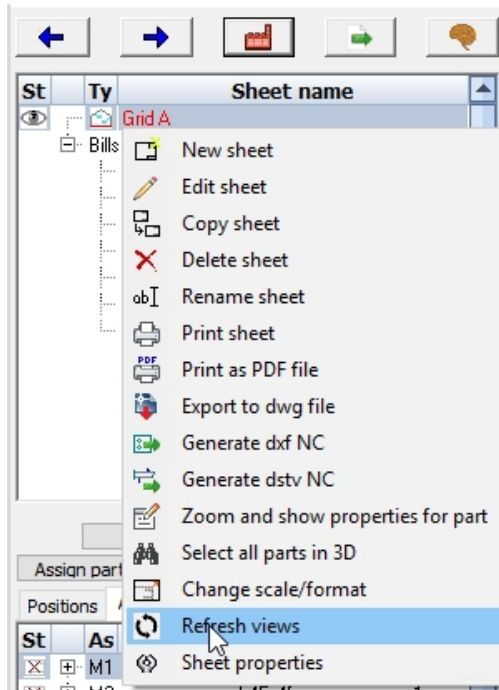 St Ty Sheet name
Grid A
Bills
New sheet
Edit sheet
Copy sheet
Delete sheet
Rename sheet
Print sheet
Print as PDF file
Export to dwg file
Generate dxf NC
Generate dstv NC
Zoom and show properties for part
Select all parts in 3D
Change scale/format
Refresh views
Sheet properties
Assign part
Positions
St As
M1